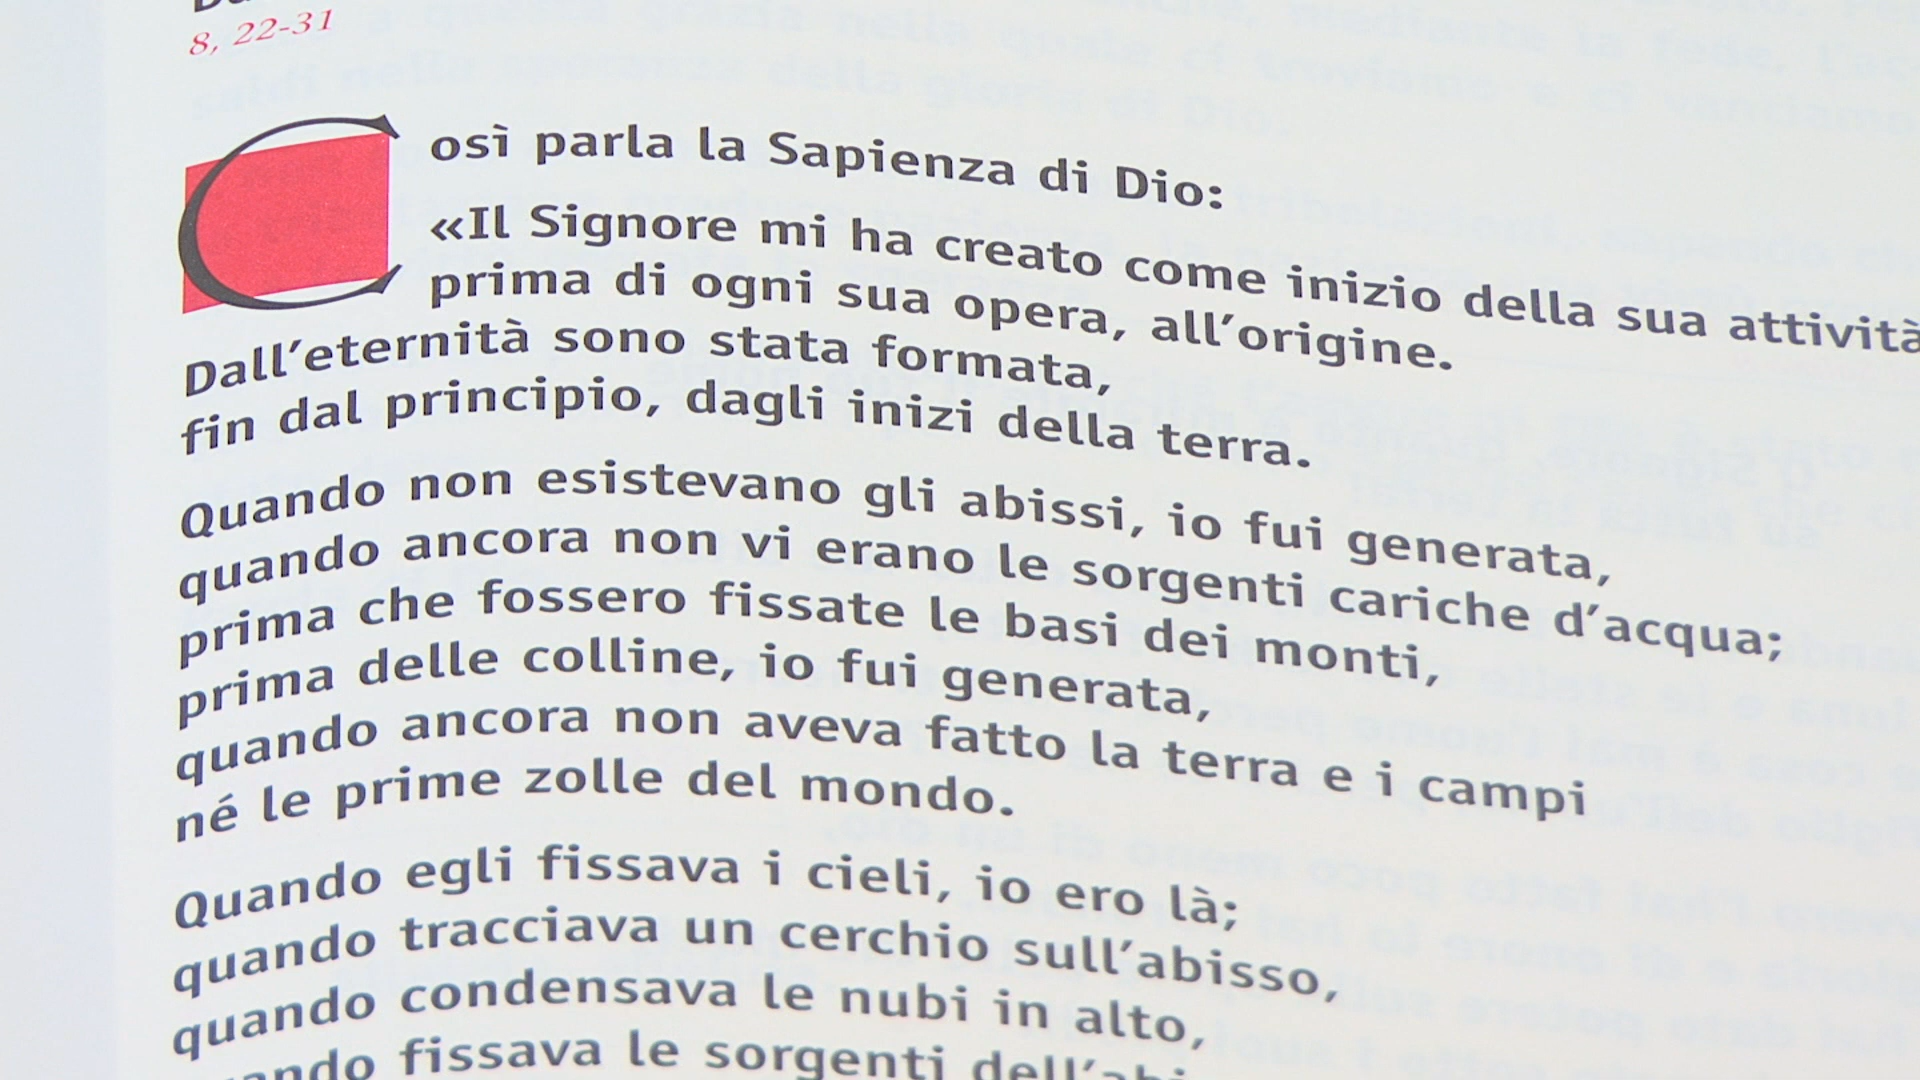 8, 22-31
Così parla la Sapienza di Dio:
«Il Signore mi ha creato come inizio della sua attività
prima di ogni sua opera, all'origine.
Dall'eternità sono stata formata,
fin dal principio, dagli inizi della terra.
Quando non esistevano gli abissi, io fui generata,
quando ancora non vi erano le sorgenti cariche d'acqua;
prima che fossero fissate le basi dei monti,
prima delle colline, io fui generata,
quando ancora non aveva fatto la terra e i campi
né le prime zolle del mondo.
Quando egli fissava i cieli, io ero là;
quando tracciava un cerchio sull'abisso,
quando condensava le nubi in alto,
quando fissava le sorgenti